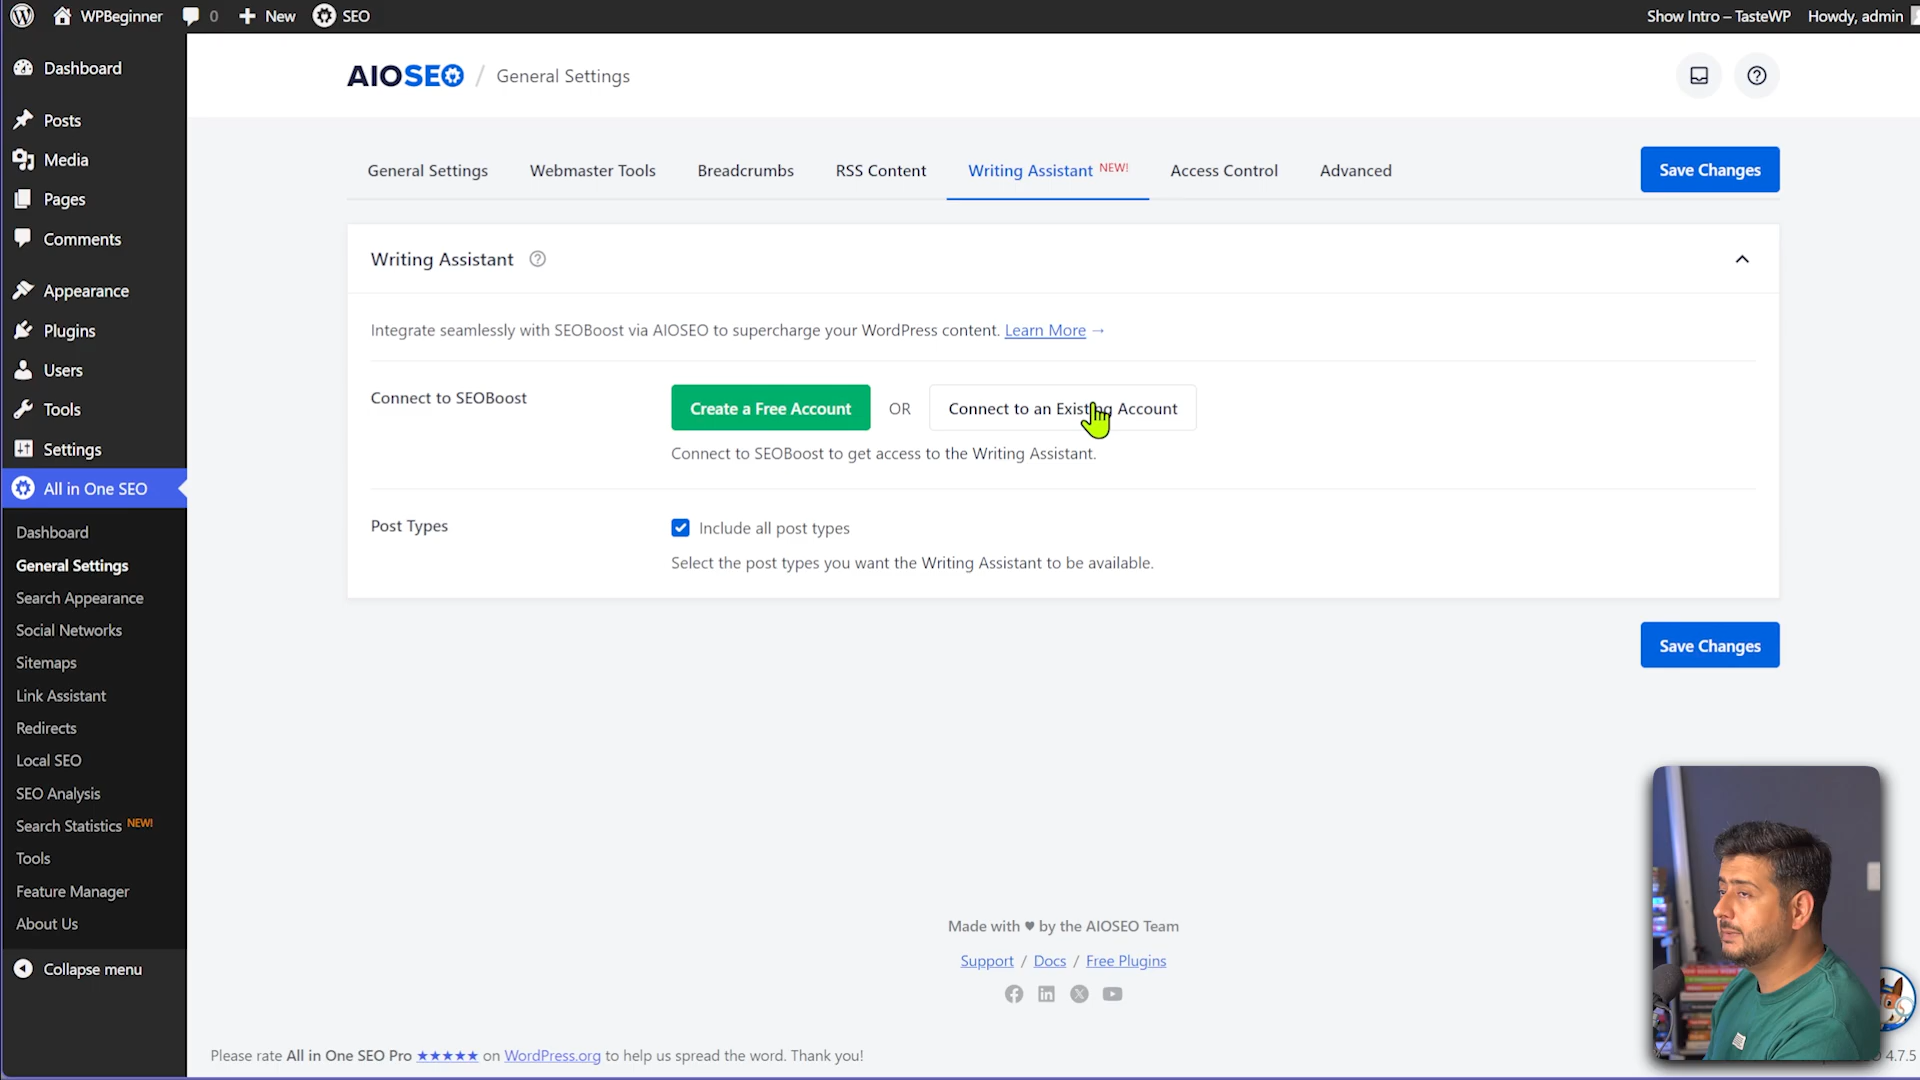 WPBeginner 0 New SEO Show Intro – TasteWP Howdy, admin
AIOSEO / General Settings
General Settings Webmaster Tools Breadcrumbs RSS Content Writing Assistant NEW! Access Control Advanced Save Changes
Dashboard
Posts
Media
Pages
Comments
Appearance
Plugins
Users
Tools
Settings
All in One SEO
Dashboard
General Settings
Search Appearance
Social Networks
Sitemaps
Link Assistant
Redirects
Local SEO
SEO Analysis
Search Statistics NEW!
Tools
Feature Manager
About Us
Collapse menu
Writing Assistant
Integrate seamlessly with SEOBoost via AIOSEO to supercharge your WordPress content. Learn More →
Connect to SEOBoost
Create a Free Account OR Connect to an Existing Account
Connect to SEOBoost to get access to the Writing Assistant.
Post Types
Include all post types
Select the post types you want the Writing Assistant to be available.
Save Changes
Made with ♥ by the AIOSEO Team
Support / Docs / Free Plugins
Please rate All in One SEO Pro ★★★★★ on WordPress.org to help us spread the word. Thank you!
4.7.5